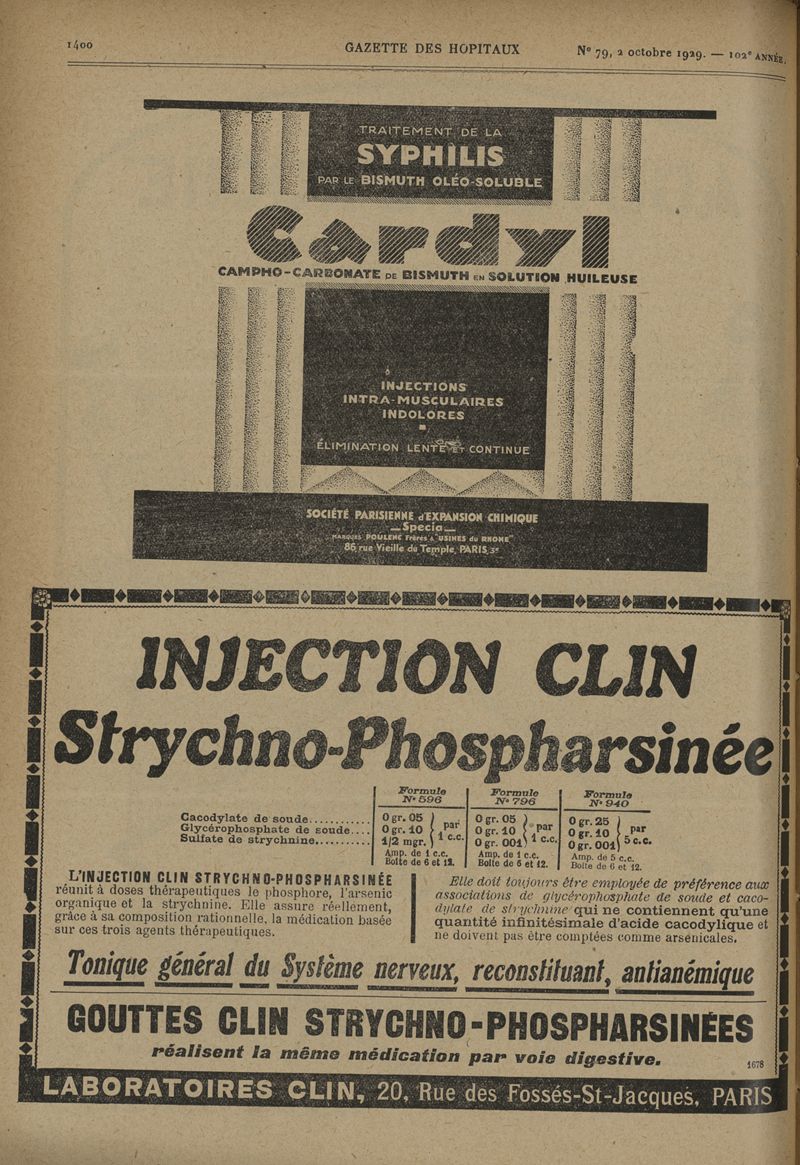 1400
GAZETTE DES HOPITAUX
N° 79, 2 octobre 1929. — 102e ANNÉE.
TRAITEMENT DE LA
SYPHILIS
PAR LE BISMUTH OLÉO-SOLUBLE
Cardyl
CAMPHO-CARBONATE DE BISMUTH EN SOLUTION HUILEUSE
INJECTIONS
INTRA-MUSCULAIRES
INDOLORES
ÉLIMINATION LENTE ET CONTINUE
SOCIÉTÉ PARISIENNE d'EXPANSION CHIMIQUE
—Specia—
MARQUES POULENC Frères & "USINES du RHONE"
86, rue Vieille du Temple, PARIS, 3e
INJECTION CLIN
Strychno-Phospharsinée
Formule N° 596
Formule N° 796
Formule N° 940
Cacodylate de soude........... 0 gr. 05 0 gr. 05 0 gr. 25
Glycérophosphate de soude.... 0 gr. 10 par 1 c.c. 0 gr. 10 par 1 c.c. 0 gr. 10 par 5 c.c.
Sulfate de strychnine.......... 1/2 mgr. 0 gr. 001 0 gr. 001
Amp. de 1 c.c. Amp. de 1 c.c. Amp. de 5 c.c.
Boîte de 6 et 12. Boîte de 6 et 12. Boîte de 6 et 12.
L'INJECTION CLIN STRYCHNO-PHOSPHARSINÉE
réunit à doses thérapeutiques le phosphore, l'arsenic
organique et la strychnine. Elle assure réellement,
grâce à sa composition rationnelle, la médication basée
sur ces trois agents thérapeutiques.
Elle doit toujours être employée de préférence aux
associations de glycérophosphate de soude et caco-
dylate de strychnine qui ne contiennent qu'une
quantité infinitésimale d'acide cacodylique et
ne doivent pas être comptées comme arsenicales.
Tonique général du Système nerveux, reconstituant, antianémique
GOUTTES CLIN STRYCHNO-PHOSPHARSINÉES
réalisent la même médication par voie digestive.
1678
LABORATOIRES CLIN, 20, Rue des Fossés-St-Jacques, PARIS